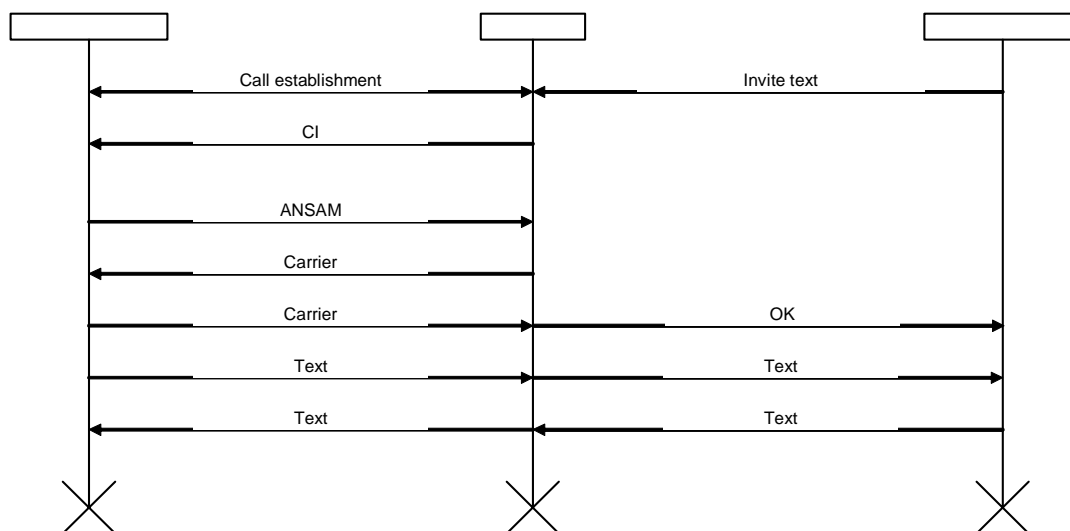 Call establishment
Invite text
CI
ANSAM
Carrier
Carrier
OK
Text
Text
Text
Text